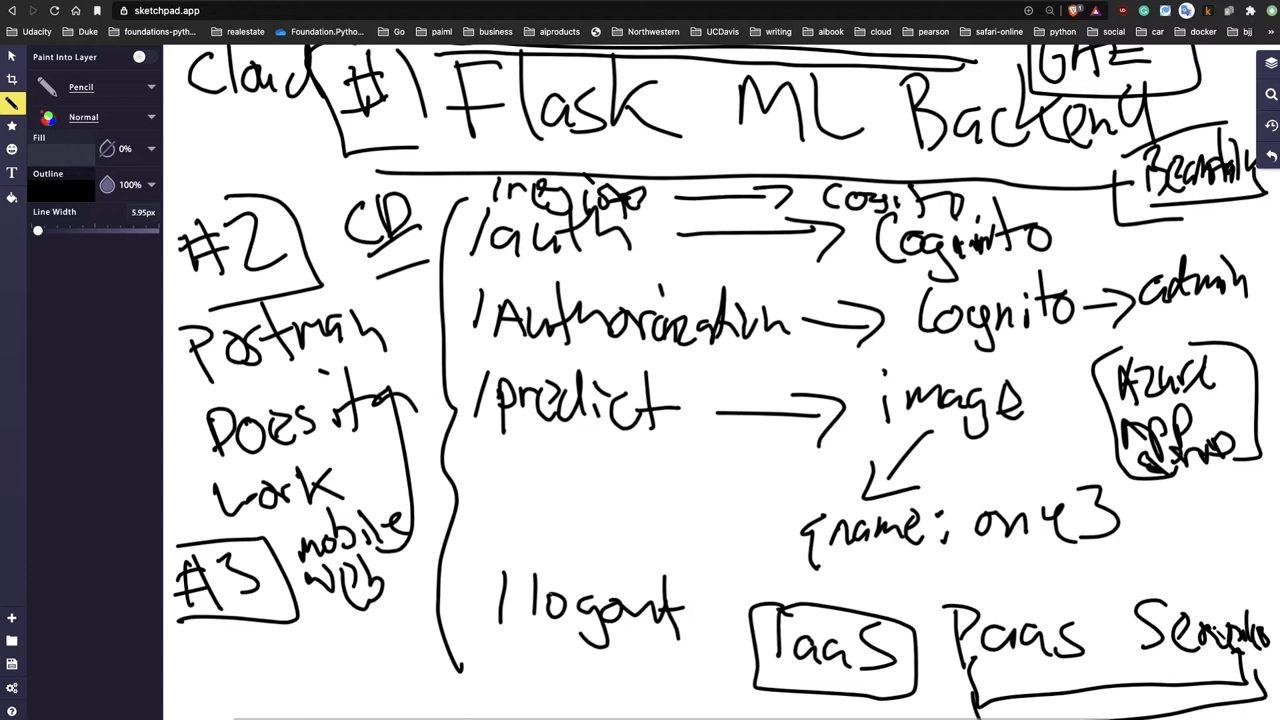 sketchpad.app
Udacity
Duo
foundations-pyth...
realestate
Foundation.Pytho...
Go
paiml
business
aiproducts
Northwestern
UCDavis
writing
aibook
cloud
pearson
safari-online
python
social
car
docker
bjj
Paint Into Layer
Pencil
Normal
Fill
0%
Outline
100%
Line Width
5.95px
Cloud
#1 Flask ML Backend
GAE
#2
CD
/auth → Cognito
/Authorization → Cognito → admin
Postman
/predict → image
Azure
App
Does it
work
mobile
web
#3
/logout
IaaS
Paas